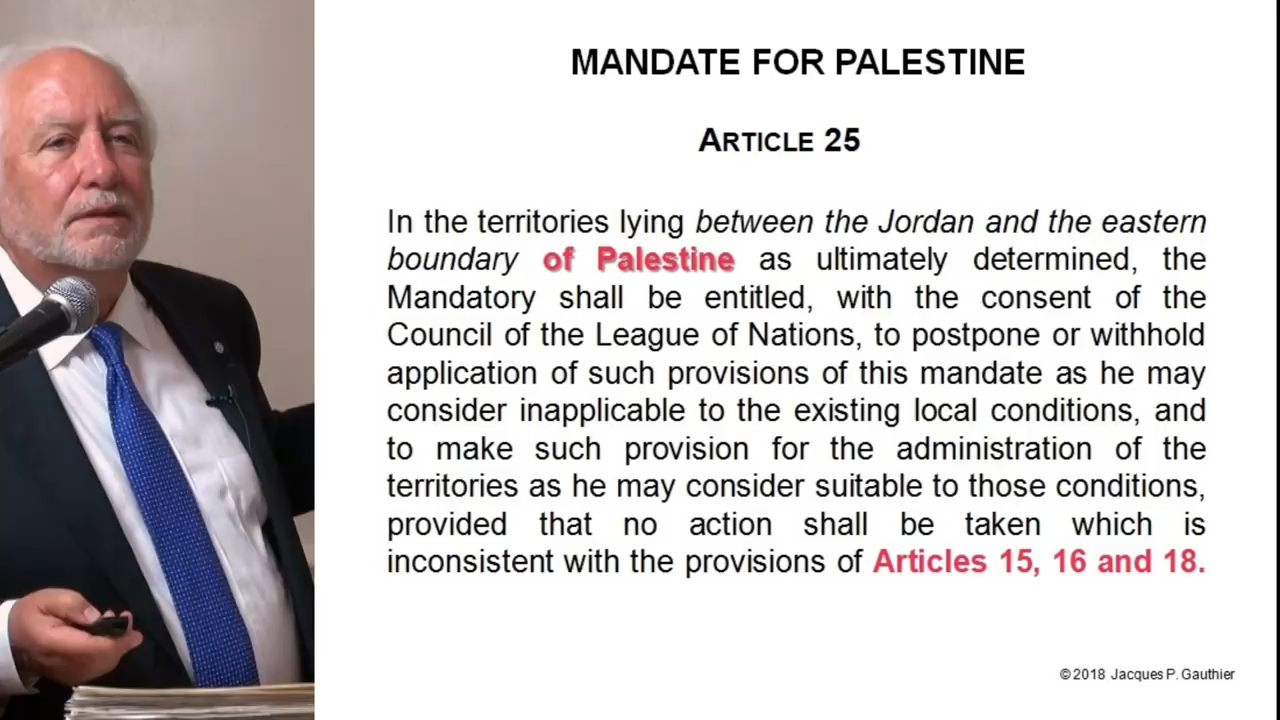 MANDATE FOR PALESTINE
ARTICLE 25
In the territories lying between the Jordan and the eastern
boundary of Palestine as ultimately determined, the
Mandatory shall be entitled, with the consent of the
Council of the League of Nations, to postpone or withhold
application of such provisions of this mandate as he may
consider inapplicable to the existing local conditions, and
to make such provision for the administration of the
territories as he may consider suitable to those conditions,
provided that no action shall be taken which is
inconsistent with the provisions of Articles 15, 16 and 18.
©2018 Jacques P. Gauthier